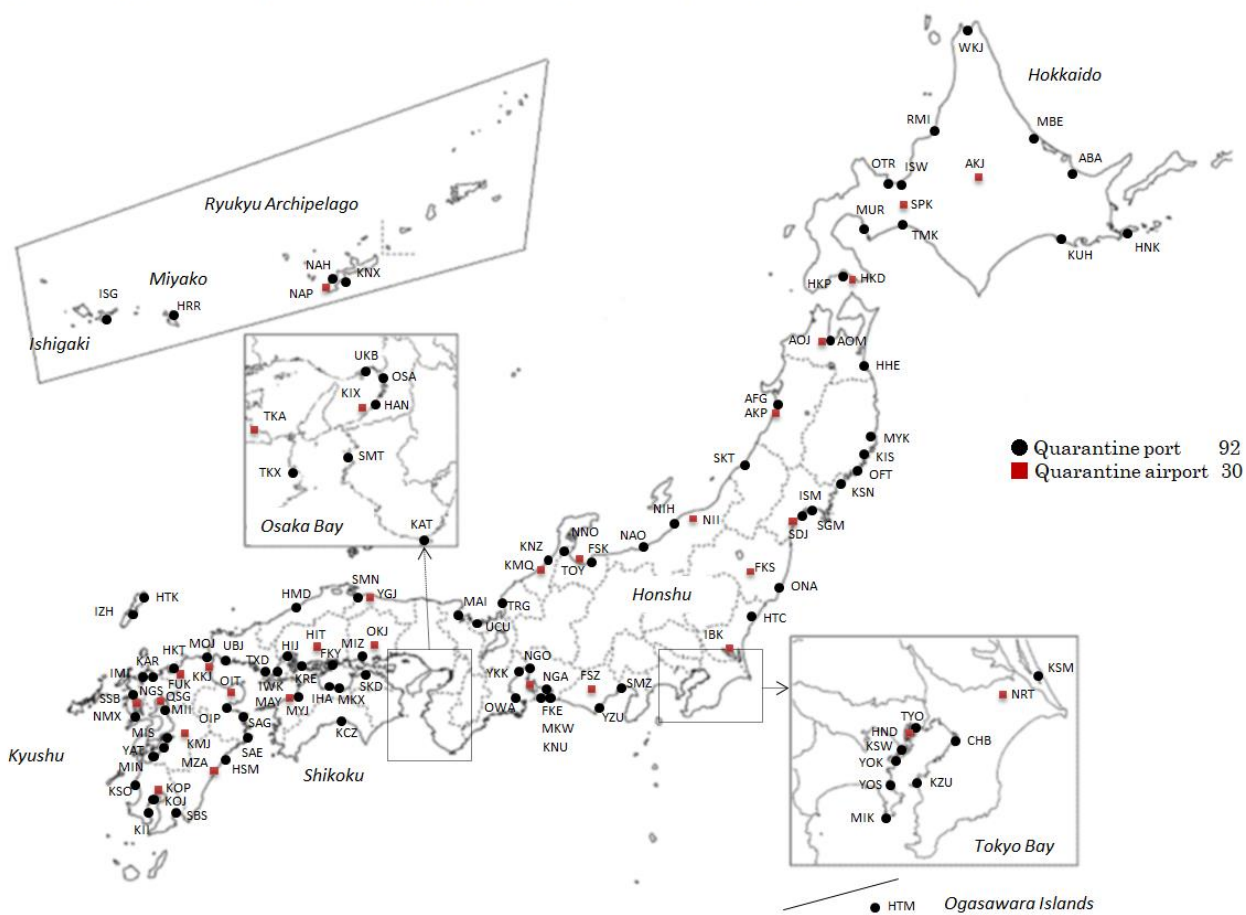 WKJ
Hokkaido
RMI
MBE
OTR
ISW
AKJ
ABA
Ryukyu Archipelago
SPK
MUR
TMK
KUH
HNK
Miyako
NAH
KNX
NAP
HKP
HKD
ISG
HRR
Ishigaki
AOJ
AOM
HHE
UKB
OSA
KIX
HAN
TKA
AFG
AKP
MYK
KIS
OFT
KSN
Quarantine port 92
Quarantine airport 30
SMT
TKX
SKT
ISM
SGM
SDJ
Osaka Bay
KAT
NIH
NII
NNO
NAO
KNZ
FSK
KMQ
TOY
FKS
ONA
SMN
YGJ
HMD
HTK
IZH
MAI
TRG
UCU
Honshu
HTC
IBK
HIT
OKJ
MOJ
UBJ
HKT
TXD
HIJ
FKY
MIZ
KAR
IMI
FUK
KKJ
OIT
IWK
KRE
NGS
OSG
SSB
MII
MAY
MYJ
IHA
MKX
SKD
NMX
OIP
SAG
KCZ
MIS
KMJ
SAE
YAT
MIN
MZA
HSM
Kyushu
Shikoku
KSO
KOP
KOJ
KII
SBS
NGO
YKK
NGA
FSZ
SMZ
OWA
FKE
YZU
MKW
KNU
KSM
NRT
TYO
HND
KSW
CHB
YOK
YOS
KZU
MIK
Tokyo Bay
HTM
Ogasawara Islands